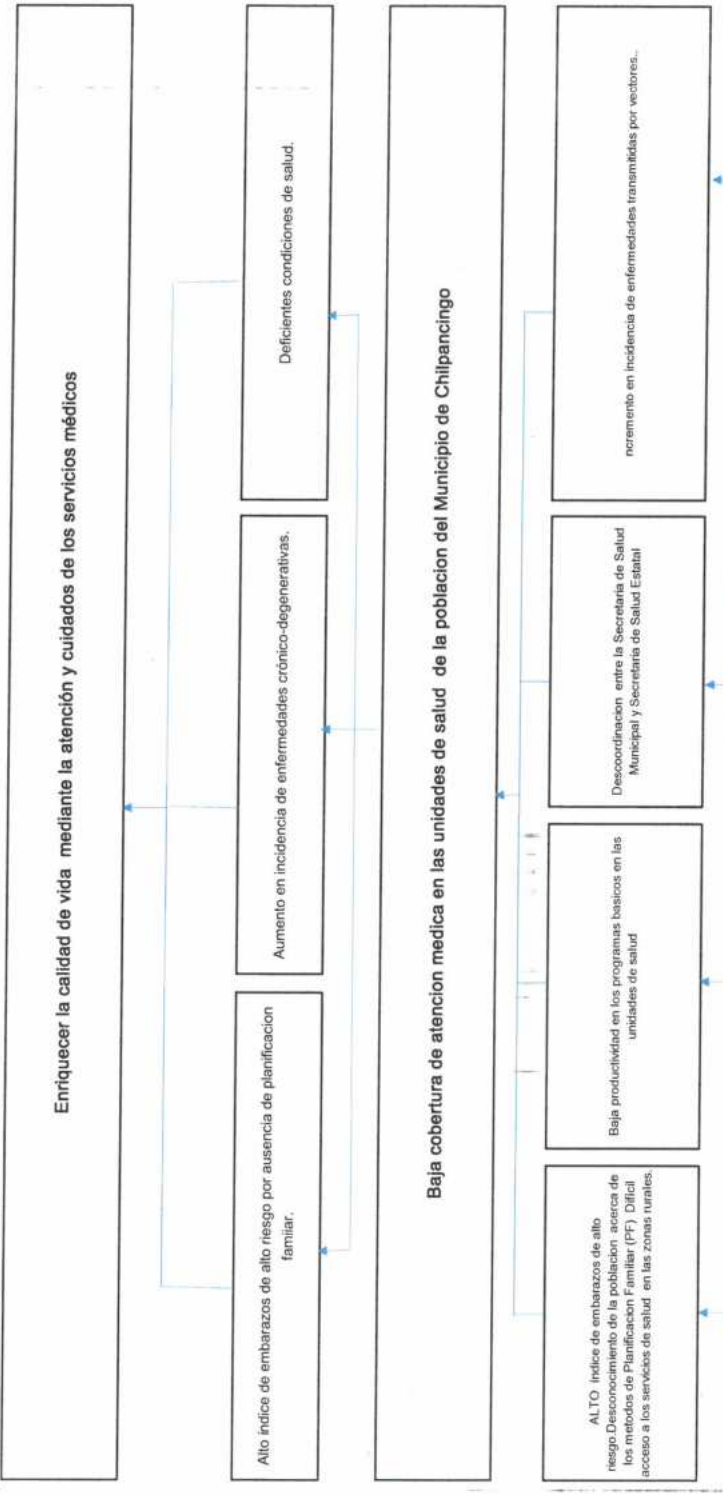 Enriquecer la calidad de vida mediante la atención y cuidados de los servicios médicos
Alto indice de embarazos de alto riesgo por ausencia de planificacion
famiiar.
Aumento en incidencia de enfermedades crónico-degenerativas.
Deficientes condiciones de salud.
Baja cobertura de atencion medica en las unidades de salud de la poblacion del Municipio de Chilpancingo
ALTO indice de embarazos de alto
riesgo.Desconocimiento de la poblacion acerca de
los metodos de Planificacion Familiar (PF) Dificil
acceso a los servicios de salud en las zonas rurales.
Baja productividad en los programas basicos en las
unidades de salud
Descoordinacion entre la Secretaria de Salud
Municipal y Secretaria de Salud Estatal
ncremento en incidencia de enfermedades transmitidas por vectores..